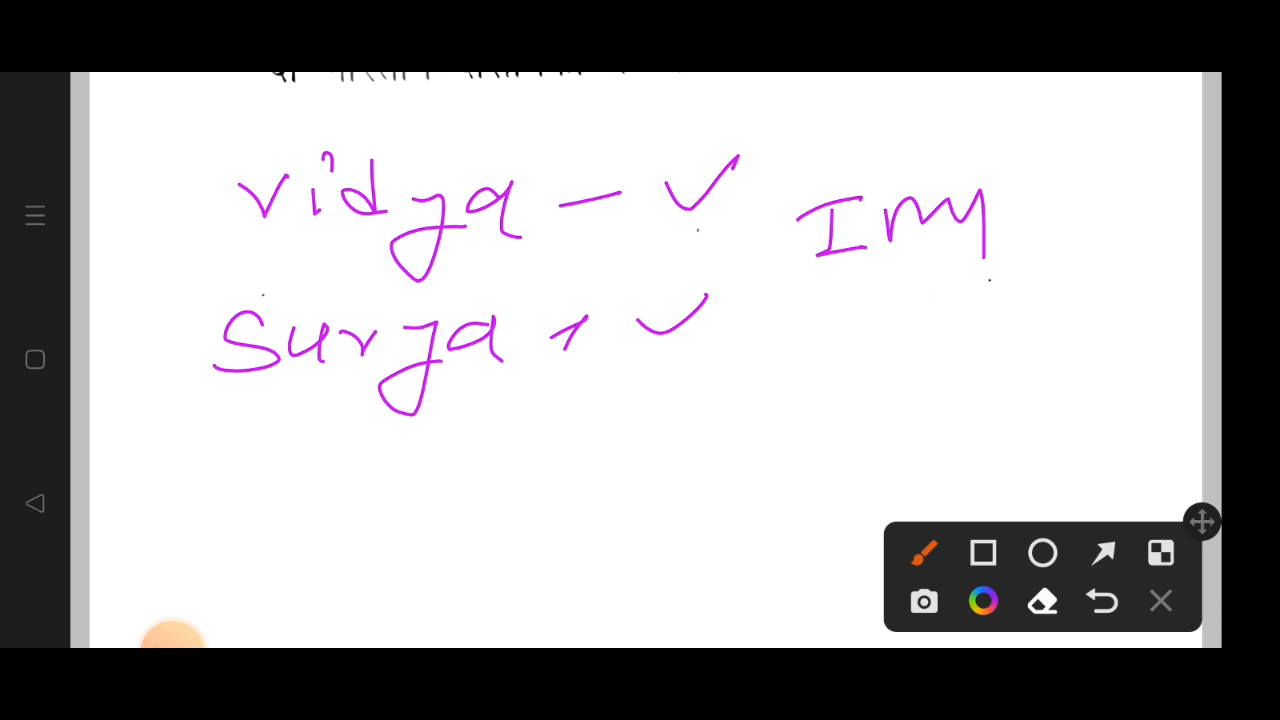 vidya - ✓ Im
Surya, ✓